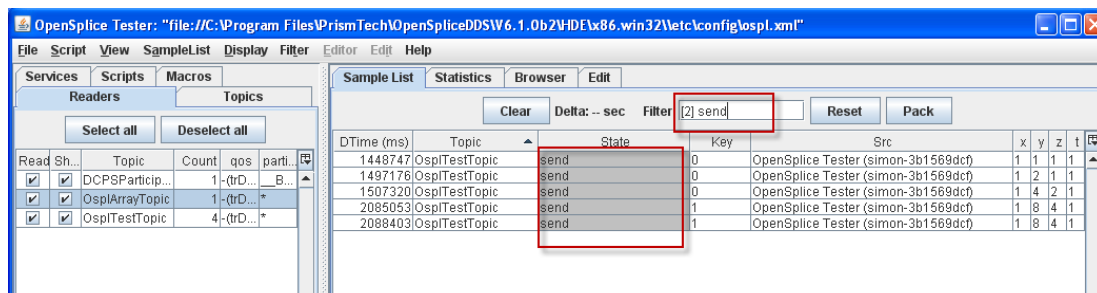 OpenSplice Tester: "file://C:\Program Files\PrismTech\OpenSpliceDDS\V6.1.0b2\HDE\x86.win32\etc\config\ospl.xml"
File Script View SampleList Display Filter Editor Edit Help
Services Scripts Macros
Readers Topics
Select all Deselect all
Read Sh... Topic Count qos parti...
DCPSParticip... 1 -(trD... __B...
OsplArrayTopic 1 -(trD... *
OsplTestTopic 4 -(trD... *
Sample List Statistics Browser Edit
Clear Delta: -- sec Filter [2] send Reset Pack
DTime (ms) Topic State Key Src x y z t
1448747 OsplTestTopic send 0 OpenSplice Tester (simon-3b1569dcf) 1 1 1 1
1497176 OsplTestTopic send 0 OpenSplice Tester (simon-3b1569dcf) 1 2 1 1
1507320 OsplTestTopic send 0 OpenSplice Tester (simon-3b1569dcf) 1 4 2 1
2085053 OsplTestTopic send 1 OpenSplice Tester (simon-3b1569dcf) 1 8 4 1
2088403 OsplTestTopic send 1 OpenSplice Tester (simon-3b1569dcf) 1 8 4 1